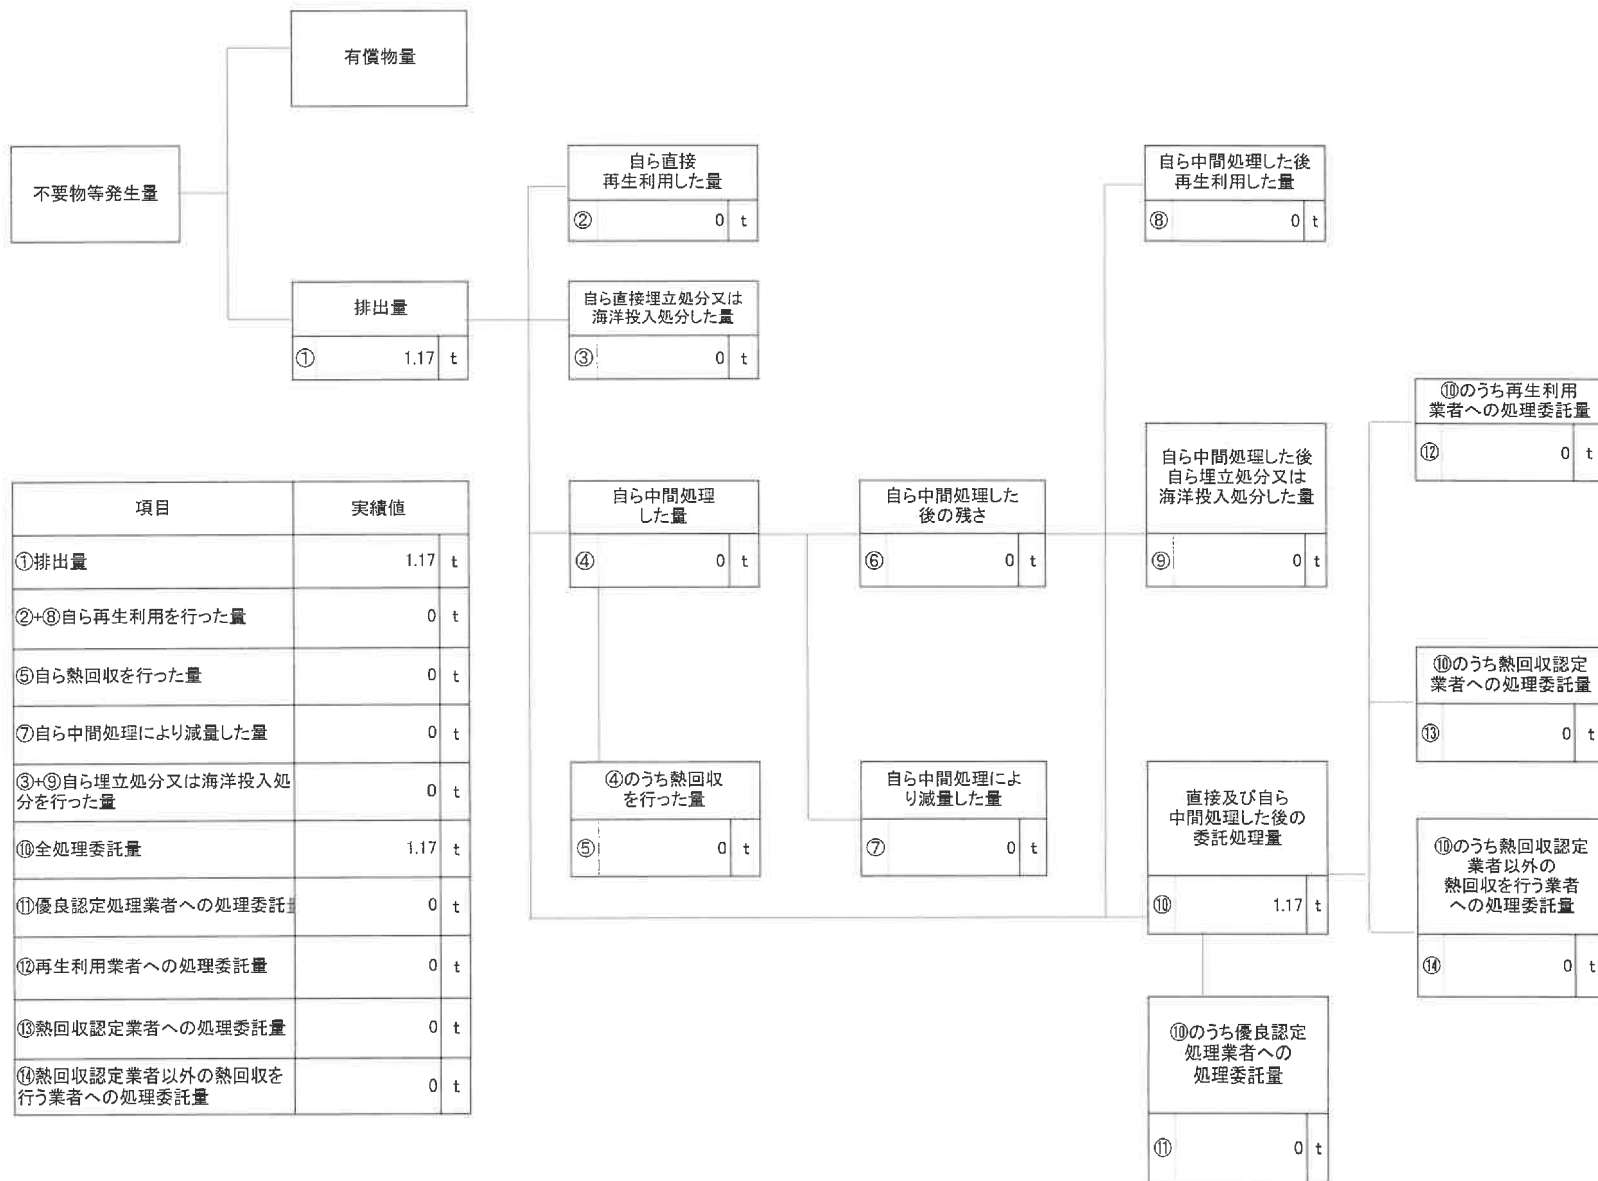 有償物量
不要物等発生量
排出量
① 1.17 t
自ら直接
再生利用した量
② 0 t
自ら直接埋立処分又は
海洋投入処分した量
③ 0 t
自ら中間処理
した量
④ 0 t
④のうち熱回収
を行った量
⑤ 0 t
自ら中間処理した
後の残さ
⑥ 0 t
自ら中間処理によ
り減量した量
⑦ 0 t
自ら中間処理した後
再生利用した量
⑧ 0 t
自ら中間処理した後
自ら埋立処分又は
海洋投入処分した量
⑨ 0 t
直接及び自ら
中間処理した後の
委託処理量
⑩ 1.17 t
⑩のうち優良認定
処理業者への
処理委託量
⑪ 0 t
⑩のうち再生利用
業者への処理委託量
⑫ 0 t
⑩のうち熱回収認定
業者への処理委託量
⑬ 0 t
⑩のうち熱回収認定
業者以外の
熱回収を行う業者
への処理委託量
⑭ 0 t
項目 実績値
①排出量 1.17 t
②+⑧自ら再生利用を行った量 0 t
⑤自ら熱回収を行った量 0 t
⑦自ら中間処理により減量した量 0 t
③+⑨自ら埋立処分又は海洋投入処
分を行った量 0 t
⑩全処理委託量 1.17 t
⑪優良認定処理業者への処理委託 0 t
⑫再生利用業者への処理委託量 0 t
⑬熱回収認定業者への処理委託量 0 t
⑭熱回収認定業者以外の熱回収を
行う業者への処理委託量 0 t